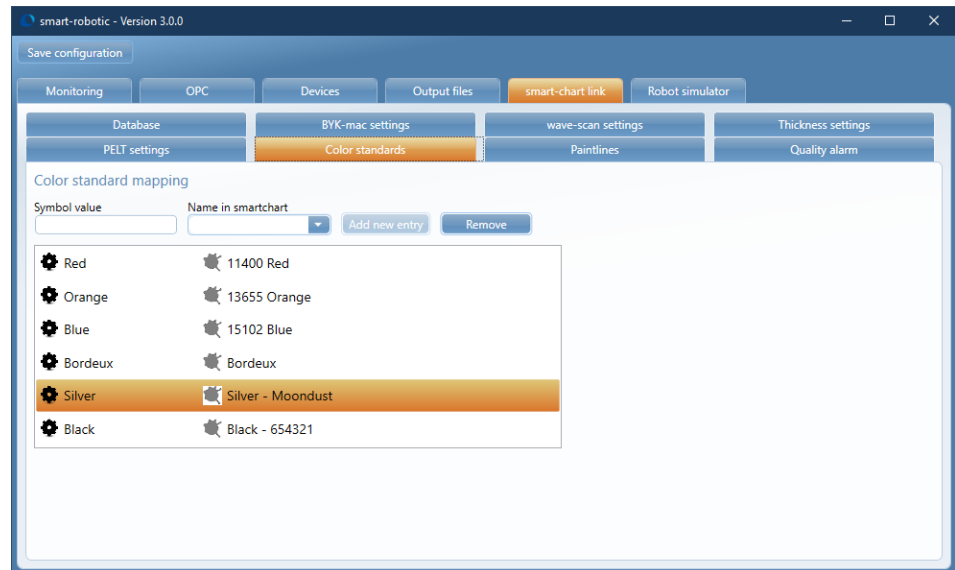 smart-robotic - Version 3.0.0
Save configuration
Monitoring OPC Devices Output files smart-chart link Robot simulator
Database BYK-mac settings wave-scan settings Thickness settings
PELT settings Color standards Paintlines Quality alarm
Color standard mapping
Symbol value Name in smartchart
Add new entry Remove
Red 11400 Red
Orange 13655 Orange
Blue 15102 Blue
Bordeux Bordeux
Silver Silver - Moondust
Black Black - 654321